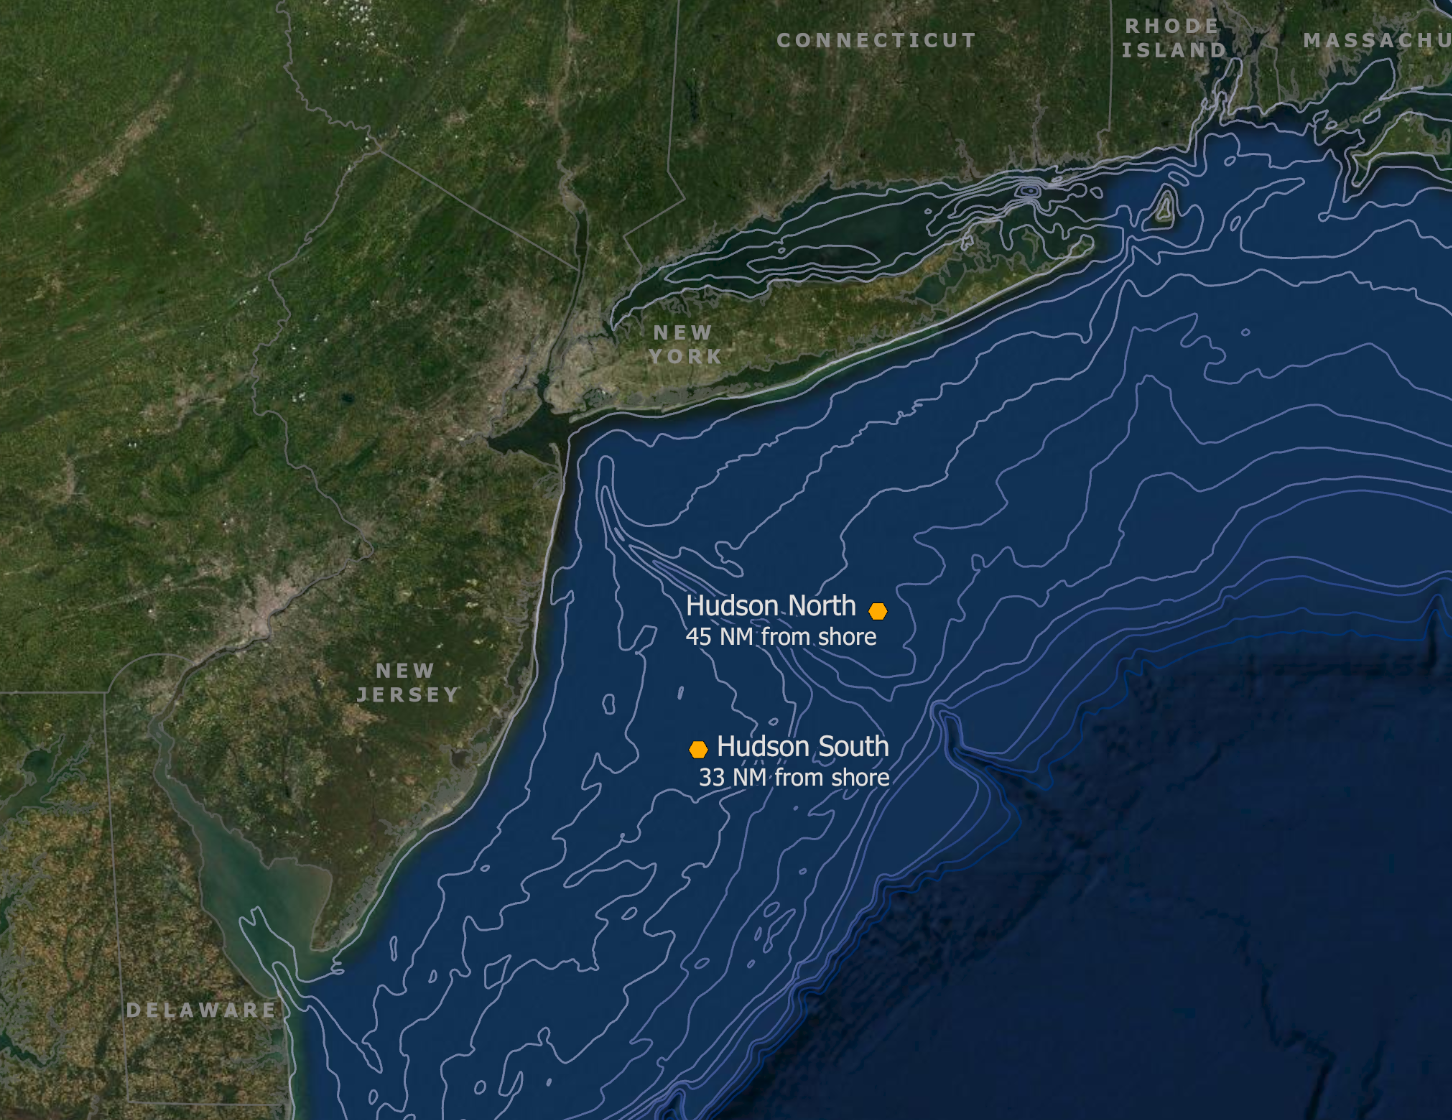 CONNECTICUT
RHODE
ISLAND
MASSACHU
NEW
YORK
Hudson North
45 NM from shore
NEW
JERSEY
Hudson South
33 NM from shore
DELAWARE